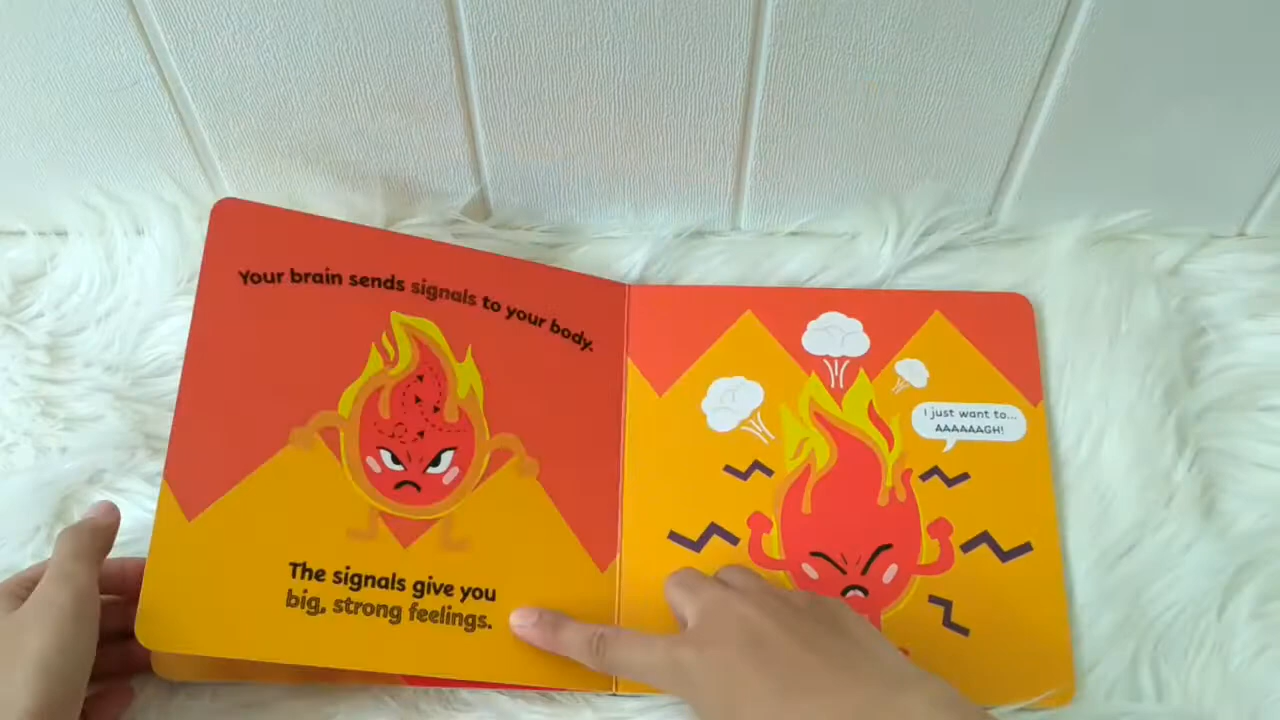 Your brain sends signals to your body.
The signals give you
big, strong feelings.
I just want to...
AAAAAAGH!